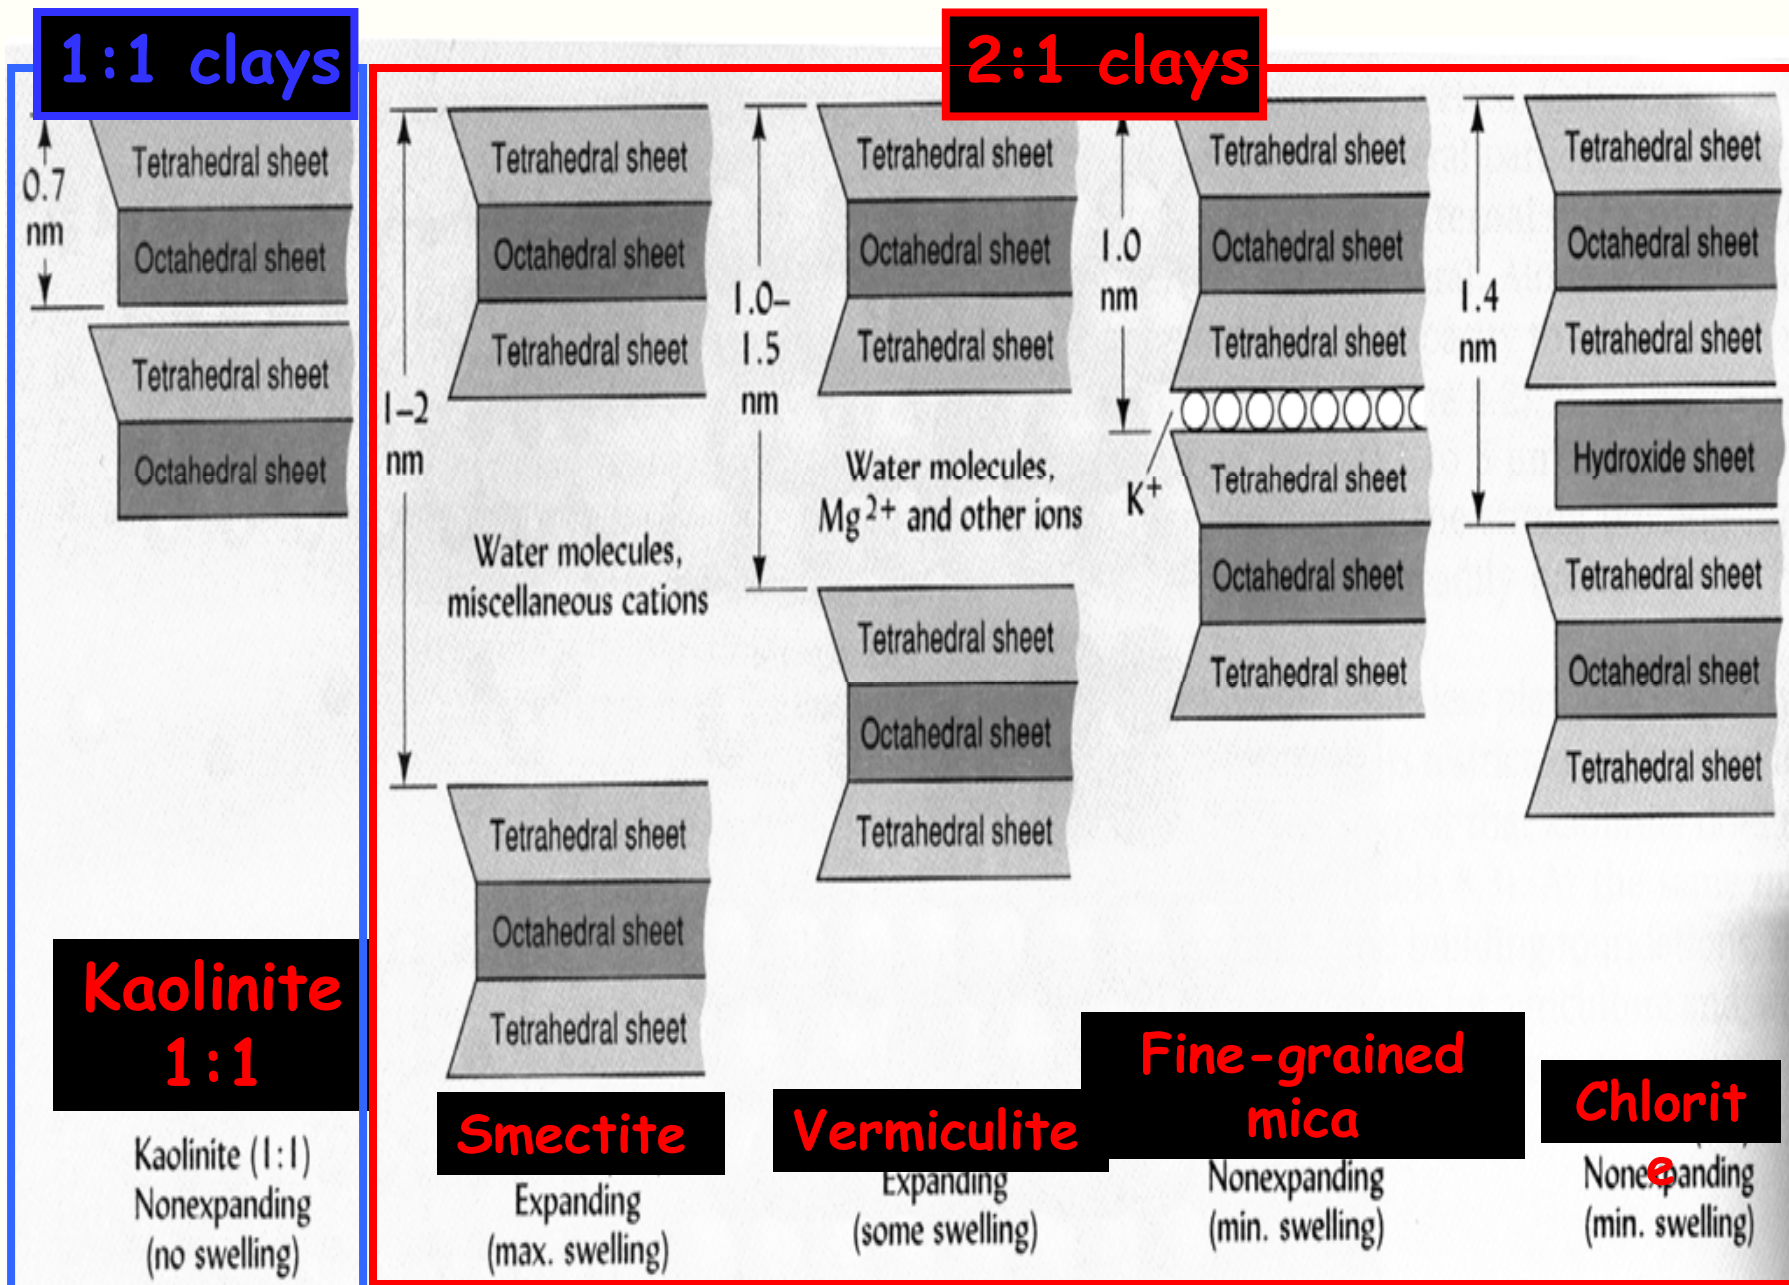 1:1 clays
2:1 clays
0.7
nm
Tetrahedral sheet
Octahedral sheet
Tetrahedral sheet
Octahedral sheet
Kaolinite
1:1
Kaolinite (1:1)
Nonexpanding
(no swelling)
1–2
nm
Tetrahedral sheet
Octahedral sheet
Tetrahedral sheet
Water molecules,
miscellaneous cations
Tetrahedral sheet
Octahedral sheet
Tetrahedral sheet
Smectite
Expanding
(max. swelling)
1.0–
1.5
nm
Tetrahedral sheet
Octahedral sheet
Tetrahedral sheet
Water molecules,
Mg2+ and other ions
Tetrahedral sheet
Octahedral sheet
Tetrahedral sheet
Vermiculite
Expanding
(some swelling)
1.0
nm
Tetrahedral sheet
Octahedral sheet
Tetrahedral sheet
K+
Tetrahedral sheet
Octahedral sheet
Tetrahedral sheet
Fine-grained
mica
Nonexpanding
(min. swelling)
1.4
nm
Tetrahedral sheet
Octahedral sheet
Tetrahedral sheet
Hydroxide sheet
Tetrahedral sheet
Octahedral sheet
Tetrahedral sheet
Chlorit
e
Nonexpanding
(min. swelling)